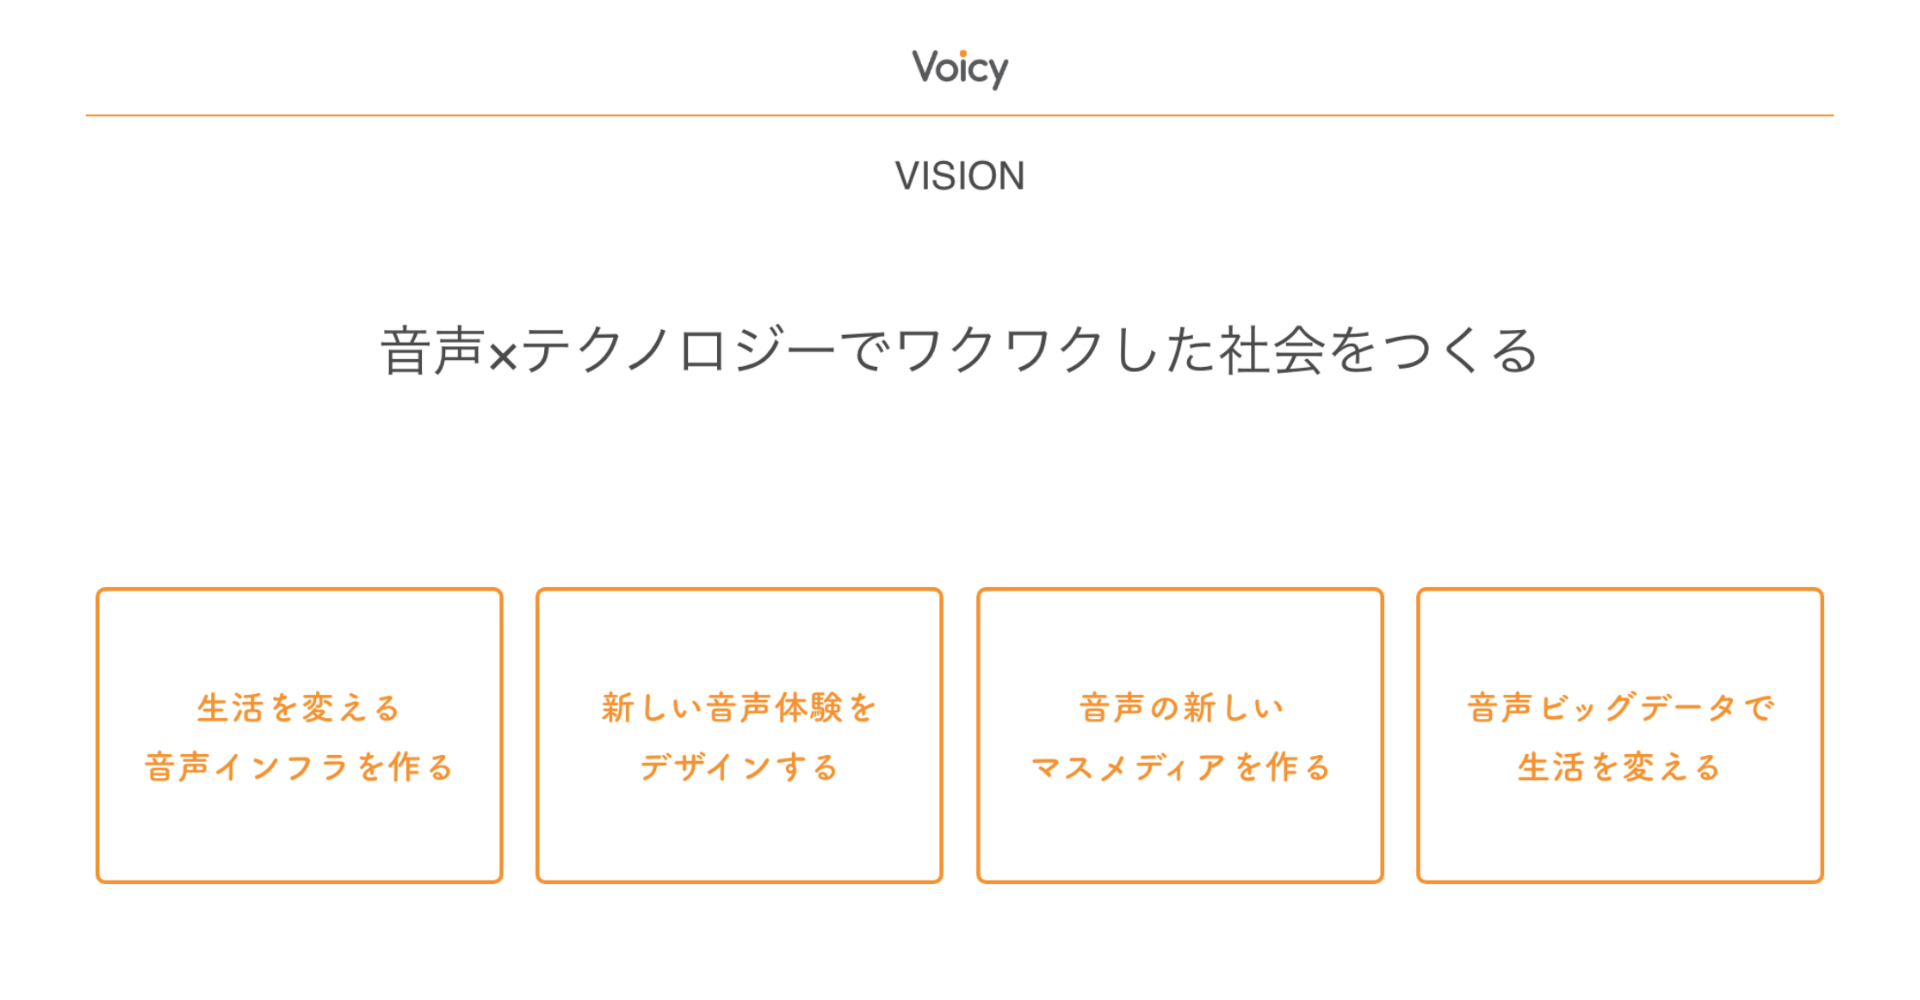 Voicy
VISION
音声×テクノロジーでワクワクした社会をつくる
生活を変える
音声インフラを作る
新しい音声体験を
デザインする
音声の新しい
マスメディアを作る
音声ビッグデータで
生活を変える